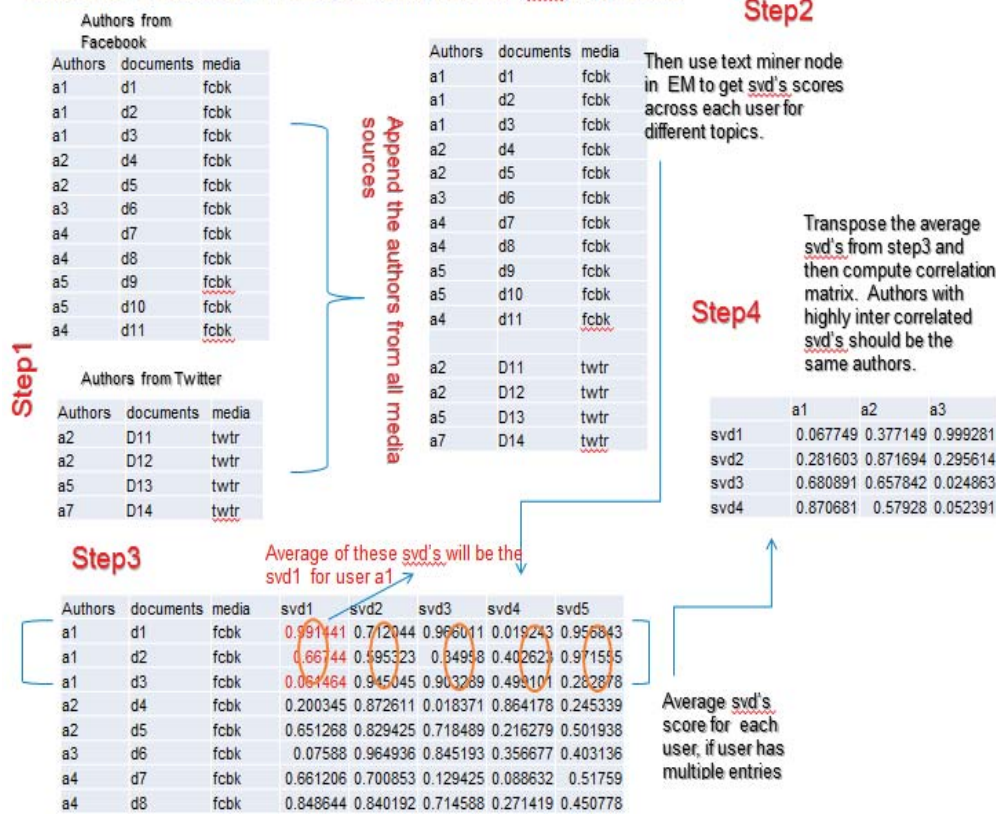 Step1
Authors from
Facebook
Authors documents media
a1 d1 fcbk
a1 d2 fcbk
a1 d3 fcbk
a2 d4 fcbk
a2 d5 fcbk
a3 d6 fcbk
a4 d7 fcbk
a4 d8 fcbk
a5 d9 fcbk
a5 d10 fcbk
a4 d11 fcbk
Authors from Twitter
Authors documents media
a2 D11 twtr
a2 D12 twtr
a5 D13 twtr
a7 D14 twtr
Append the authors from all media
sources
Authors documents media
a1 d1 fcbk
a1 d2 fcbk
a1 d3 fcbk
a2 d4 fcbk
a2 d5 fcbk
a3 d6 fcbk
a4 d7 fcbk
a4 d8 fcbk
a5 d9 fcbk
a5 d10 fcbk
a4 d11 fcbk
a2 D11 twtr
a2 D12 twtr
a5 D13 twtr
a7 D14 twtr
Step2
Then use text miner node
in EM to get svd's scores
across each user for
different topics.
Step3
Average of these svd's will be the
svd1 for user a1
Authors documents media svd1 svd2 svd3 svd4 svd5
a1 d1 fcbk 0.991441 0.712044 0.966011 0.019243 0.956843
a1 d2 fcbk 0.66744 0.595323 0.84958 0.402623 0.971555
a1 d3 fcbk 0.061464 0.945045 0.903289 0.499101 0.282878
a2 d4 fcbk 0.200345 0.872611 0.018371 0.864178 0.245339
a2 d5 fcbk 0.651268 0.829425 0.718489 0.216279 0.501938
a3 d6 fcbk 0.07588 0.964936 0.845193 0.356677 0.403136
a4 d7 fcbk 0.661206 0.700853 0.129425 0.088632 0.51759
a4 d8 fcbk 0.848644 0.840192 0.714588 0.271419 0.450778
Average svd's
score for each
user, if user has
multiple entries
Step4
Transpose the average
svd's from step3 and
then compute correlation
matrix. Authors with
highly inter correlated
svd's should be the
same authors.
a1 a2 a3
svd1 0.067749 0.377149 0.999281
svd2 0.281603 0.871694 0.295614
svd3 0.680891 0.657842 0.024863
svd4 0.870681 0.57928 0.052391